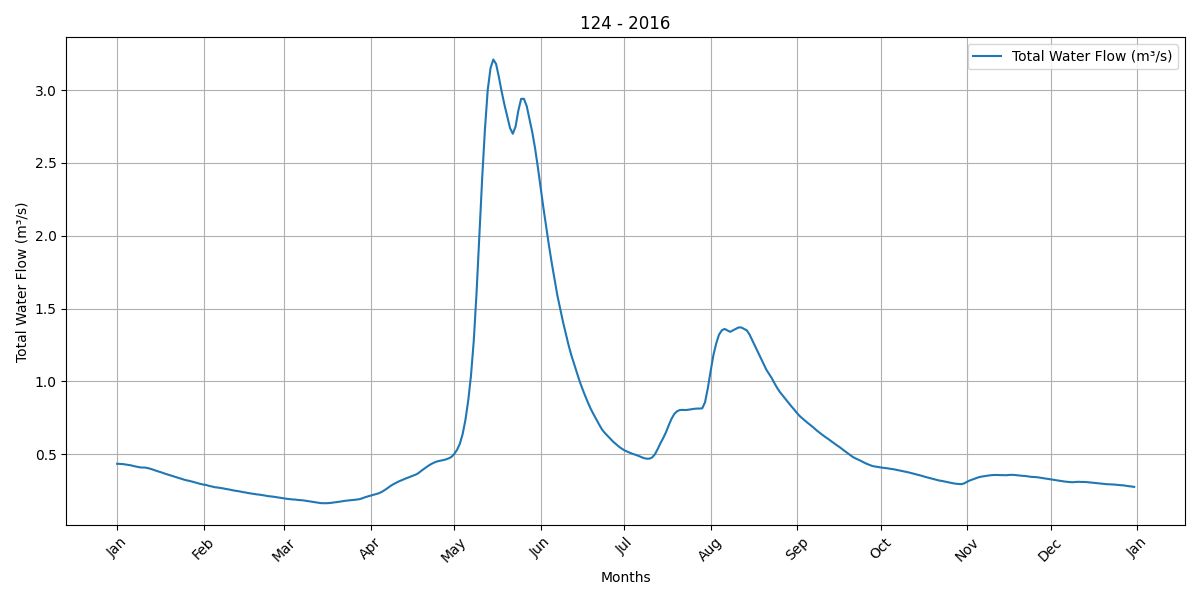 124 - 2016
Total Water Flow (m³/s)
Total Water Flow (m³/s)
3.0
2.5
2.0
1.5
1.0
0.5
Jan
Feb
Mar
Apr
May
Jun
Jul
Aug
Sep
Oct
Nov
Dec
Jan
Months